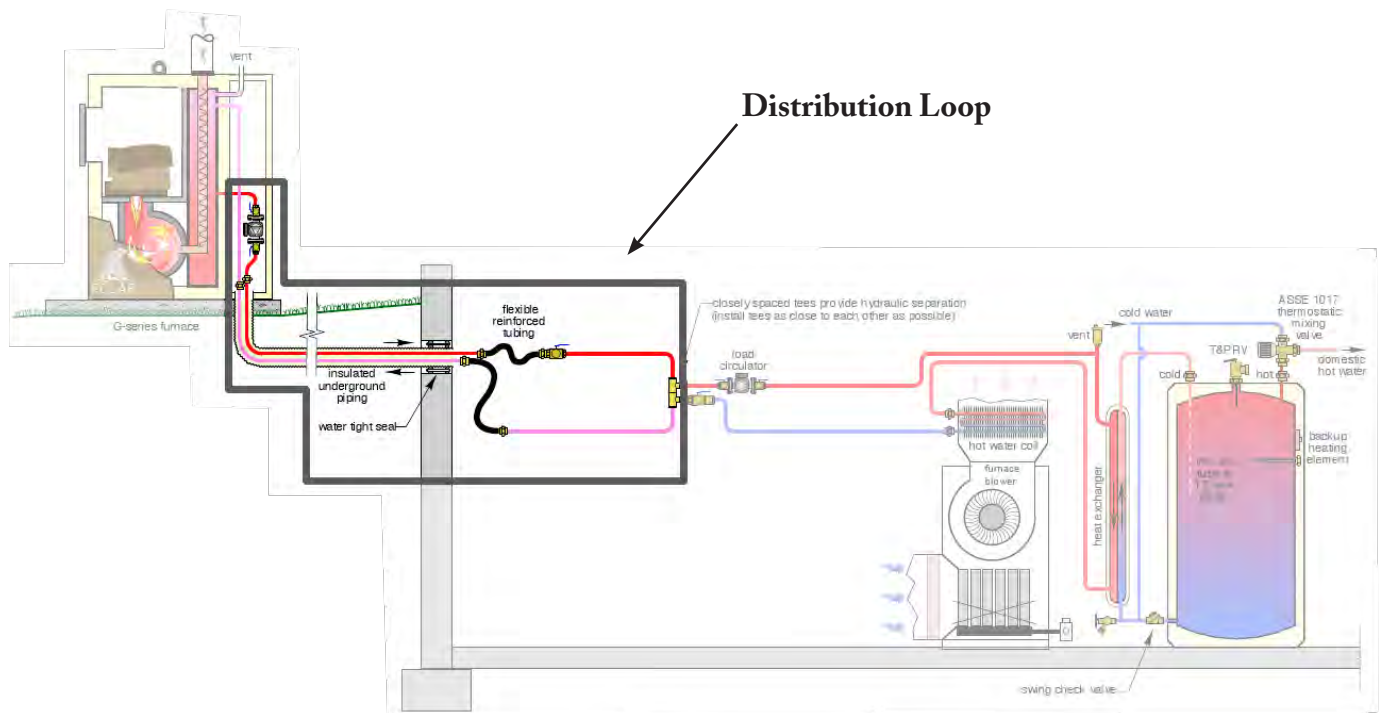 vent
Distribution Loop
G-series furnace
flexible
reinforced
tubing
insulated
underground
piping
water tight seal
closely spaced tees provide hydraulic separation
(install tees as close to each other as possible)
load
circulator
vent
cold water
ASSE 1017
thermostatic
mixing
valve
T&PRV
domestic
hot water
cold
hot
hot water coil
furnace
blower
heat exchanger
backup
heating
element
swing check valve